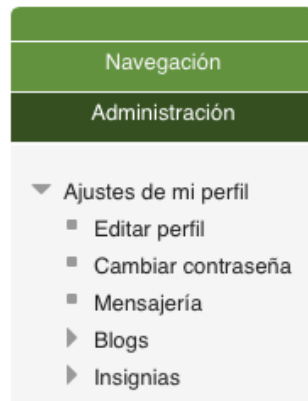 Navegación
Administración
Ajustes de mi perfil
Editar perfil
Cambiar contraseña
Mensajería
Blogs
Insignias